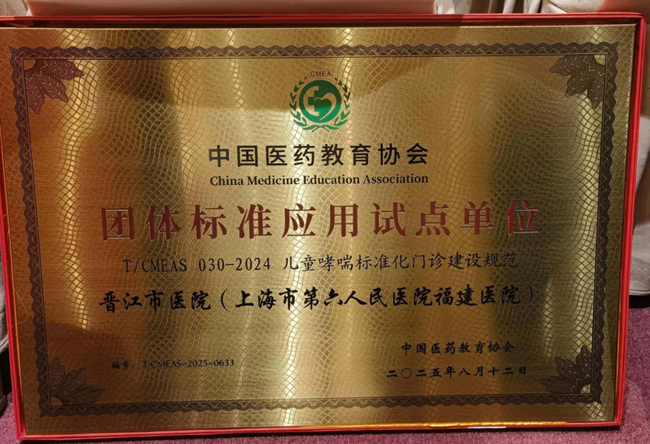 CMEA
中国医药教育协会
China Medicine Education Association
团体标准应用试点单位
T/CMEAS 030-2024 儿童哮喘标准化门诊建设规范
晋江市医院（上海市第六人民医院福建医院）
中国医药教育协会
编号：T/CMEAS-2025-0633
二〇二五年八月十二日